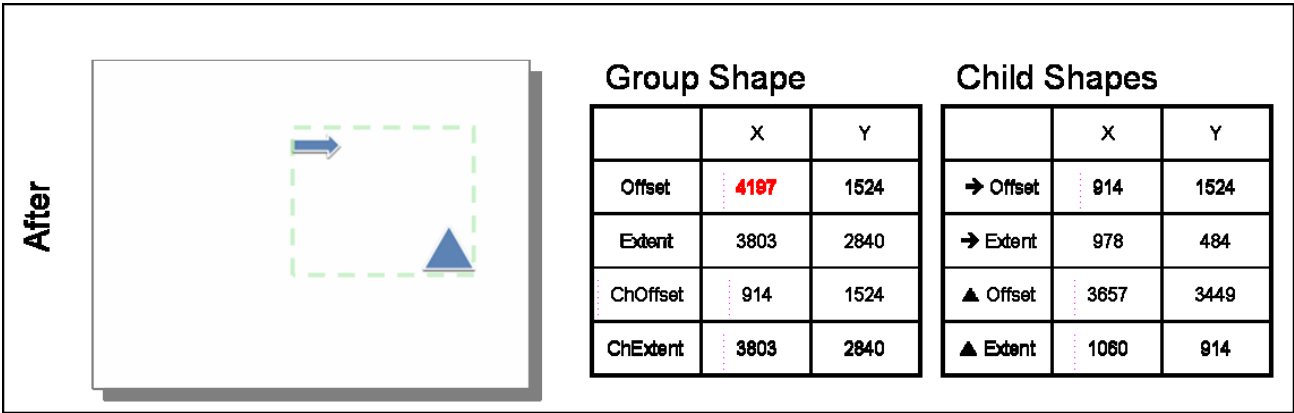 After
Group Shape
X Y
Offset 4197 1524
Extent 3803 2840
ChOffset 914 1524
ChExtent 3803 2840
Child Shapes
X Y
➔ Offset 914 1524
➔ Extent 978 484
▲ Offset 3657 3449
▲ Extent 1060 914